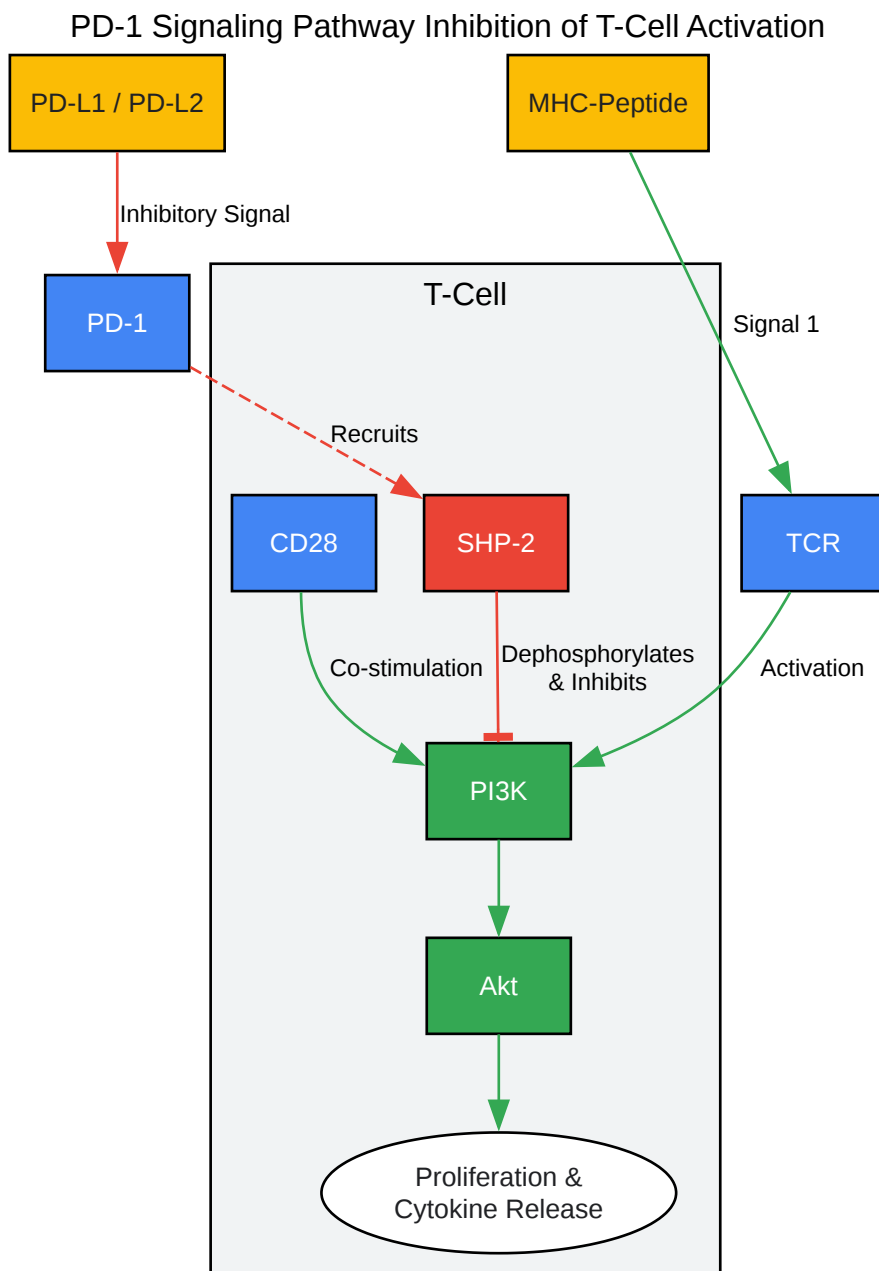 PD-1 Signaling Pathway Inhibition of T-Cell Activation
PD-L1 / PD-L2
MHC-Peptide
Inhibitory Signal
T-Cell
PD-1
Signal 1
Recruits
CD28
SHP-2
TCR
Co-stimulation
Dephosphorylates
& Inhibits
Activation
PI3K
Akt
Proliferation &
Cytokine Release